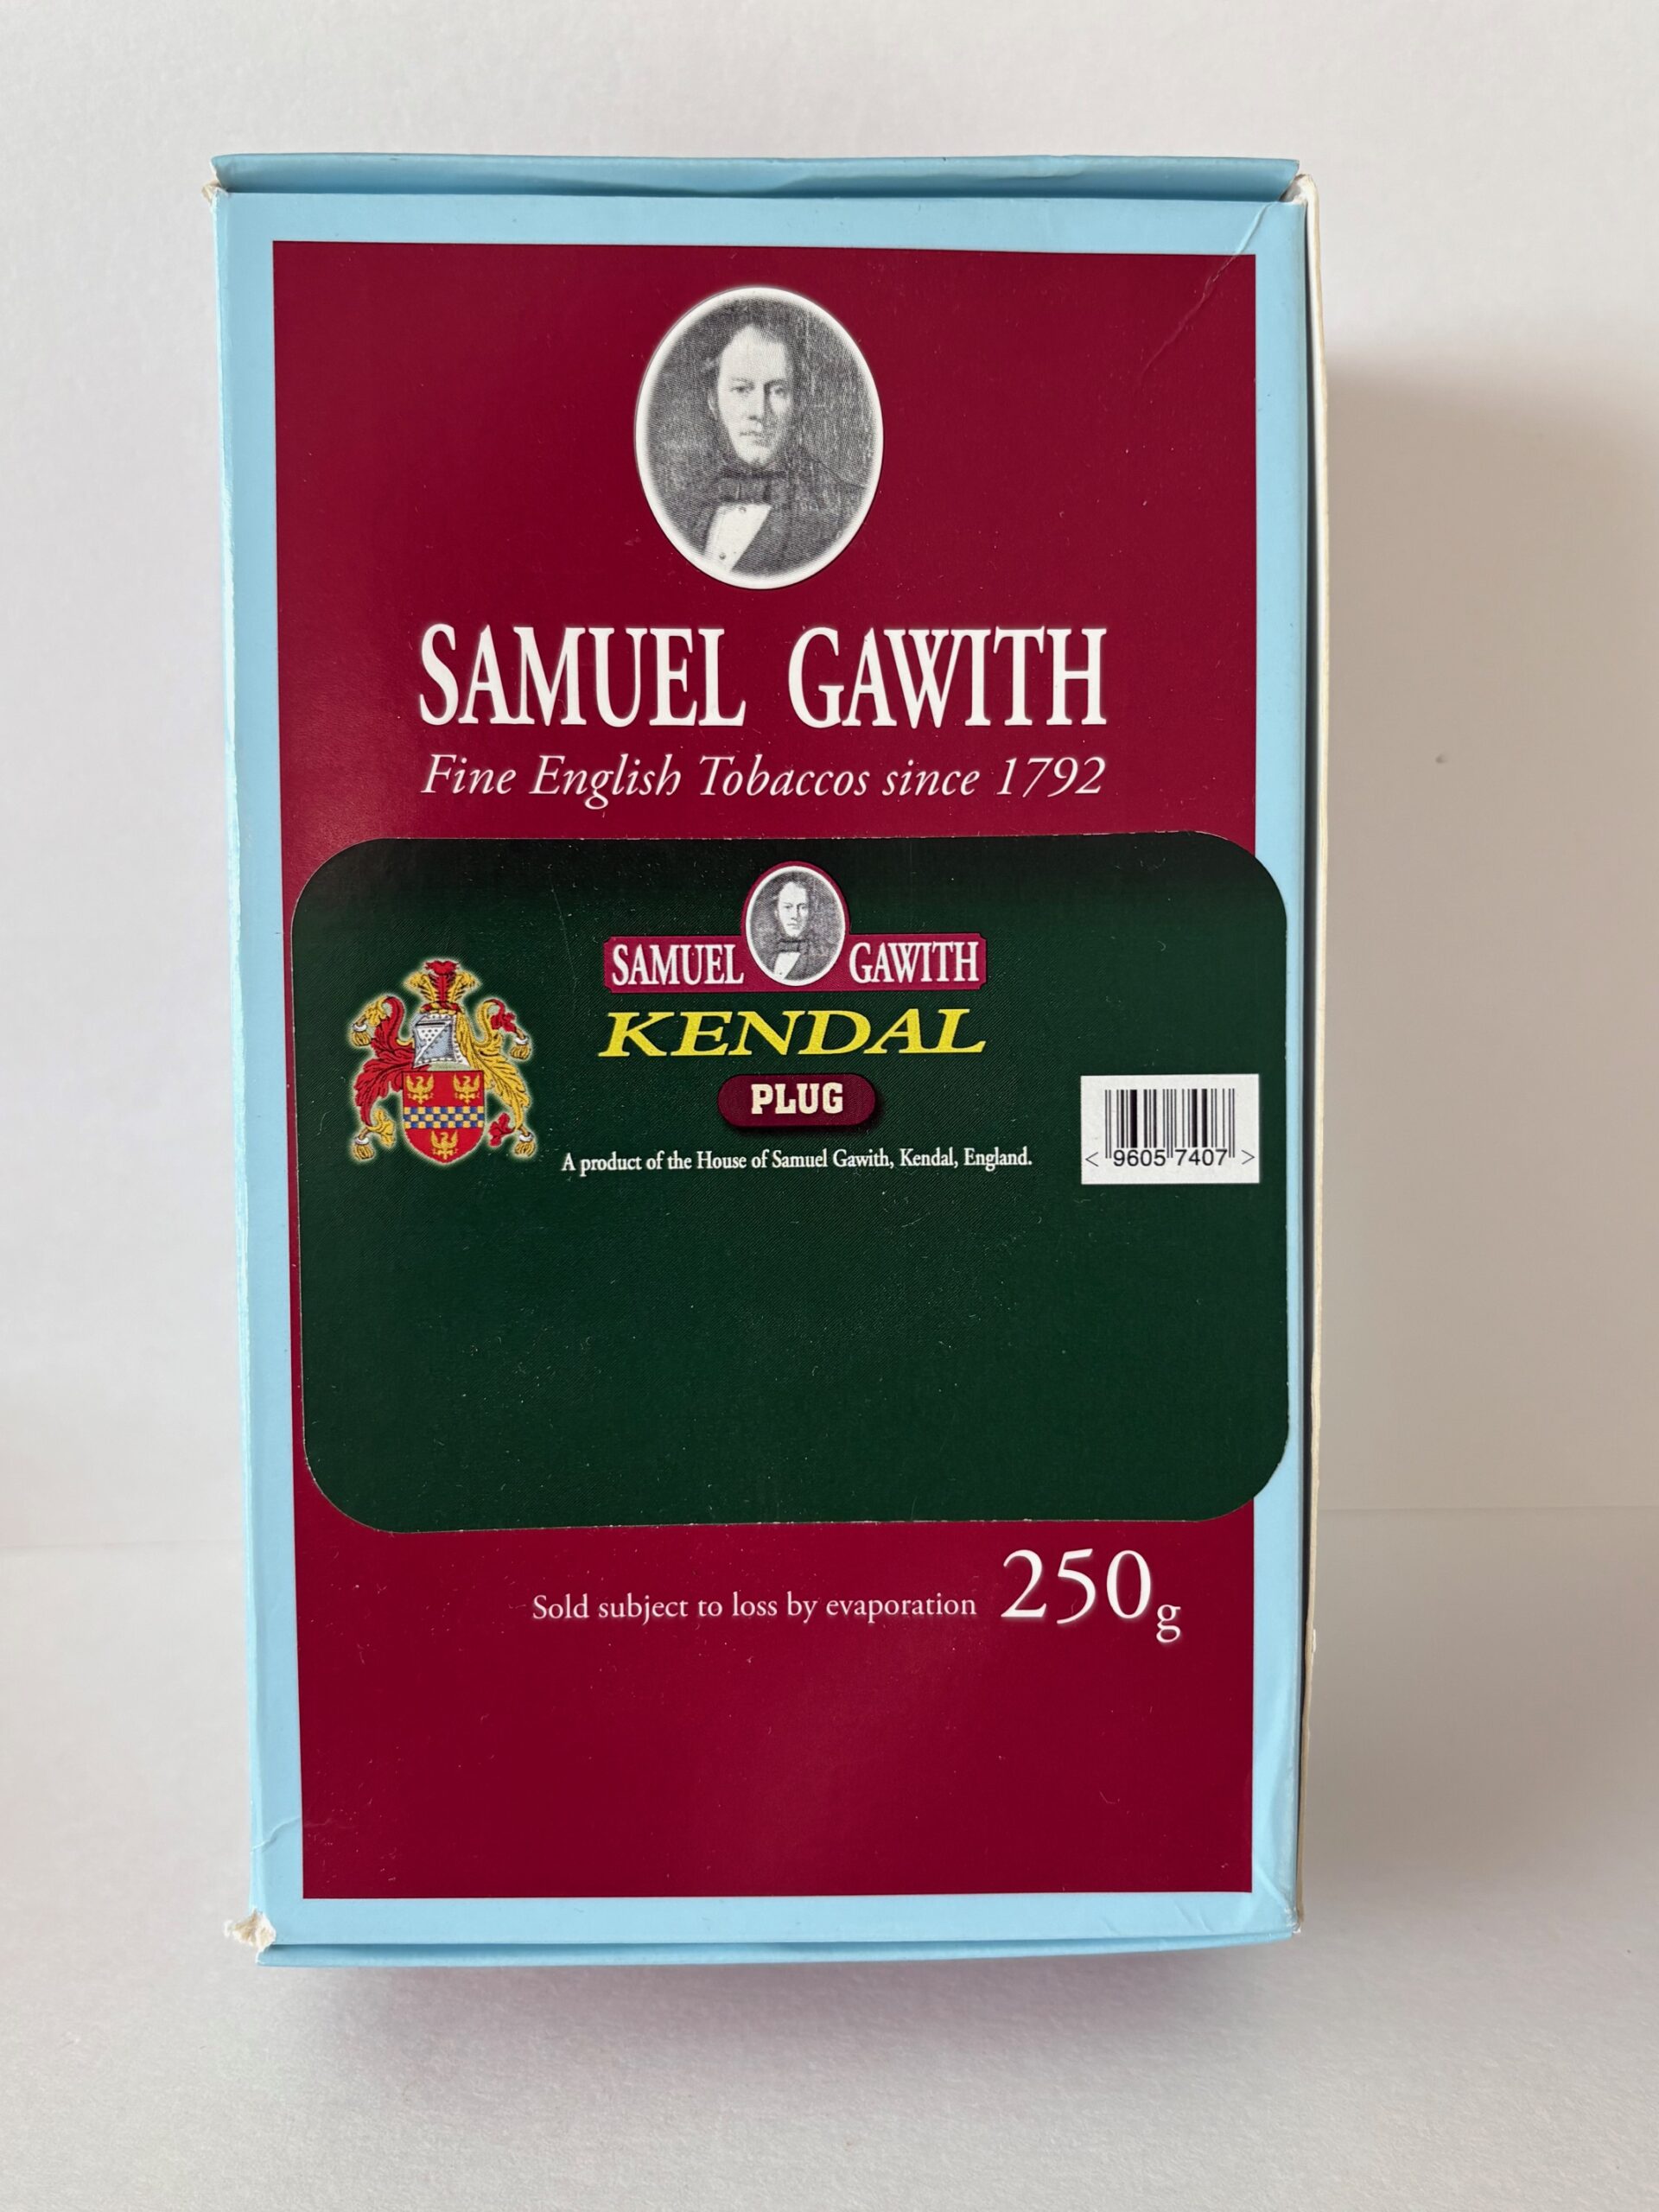 SAMUEL GAWITH
Fine English Tobaccos since 1792
SAMUEL GAWITH
KENDAL
PLUG
A product of the House of Samuel Gawith, Kendal, England.
< 9605 7407 >
Sold subject to loss by evaporation 250g